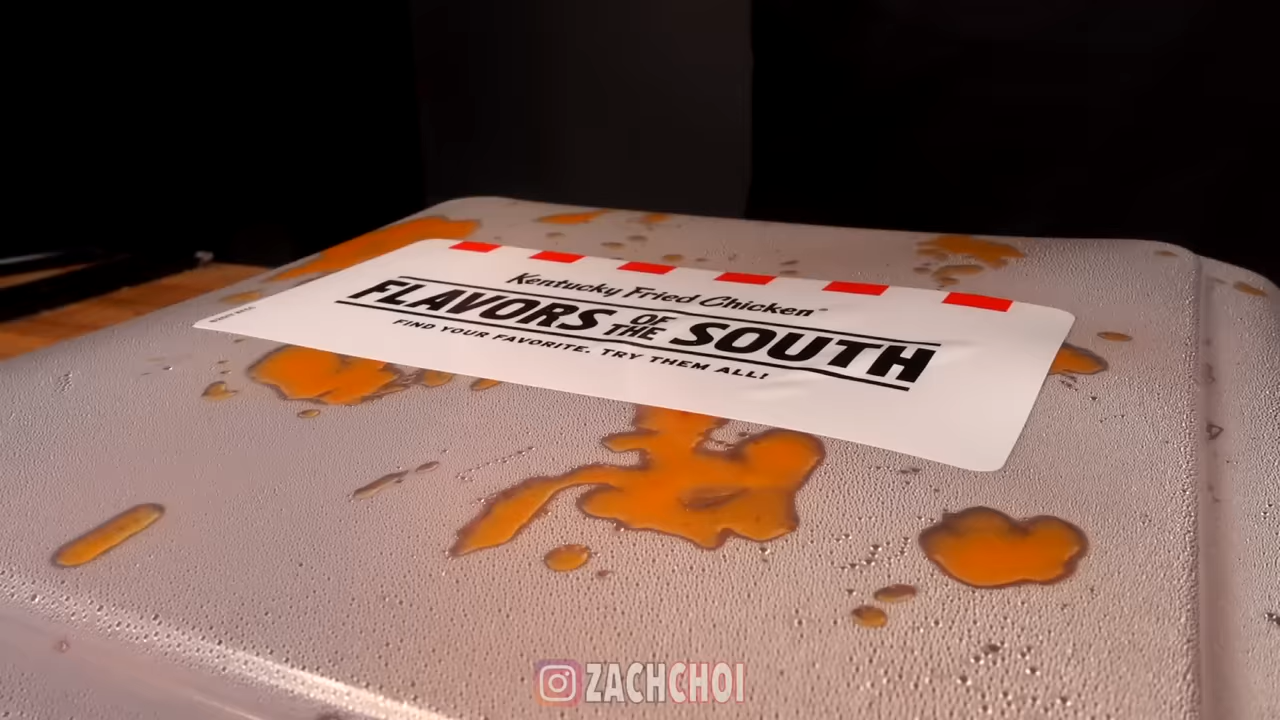 Kentucky Fried Chicken®
FLAVORS OF THE SOUTH
FIND YOUR FAVORITE. TRY THEM ALL!
ZACHCHOI